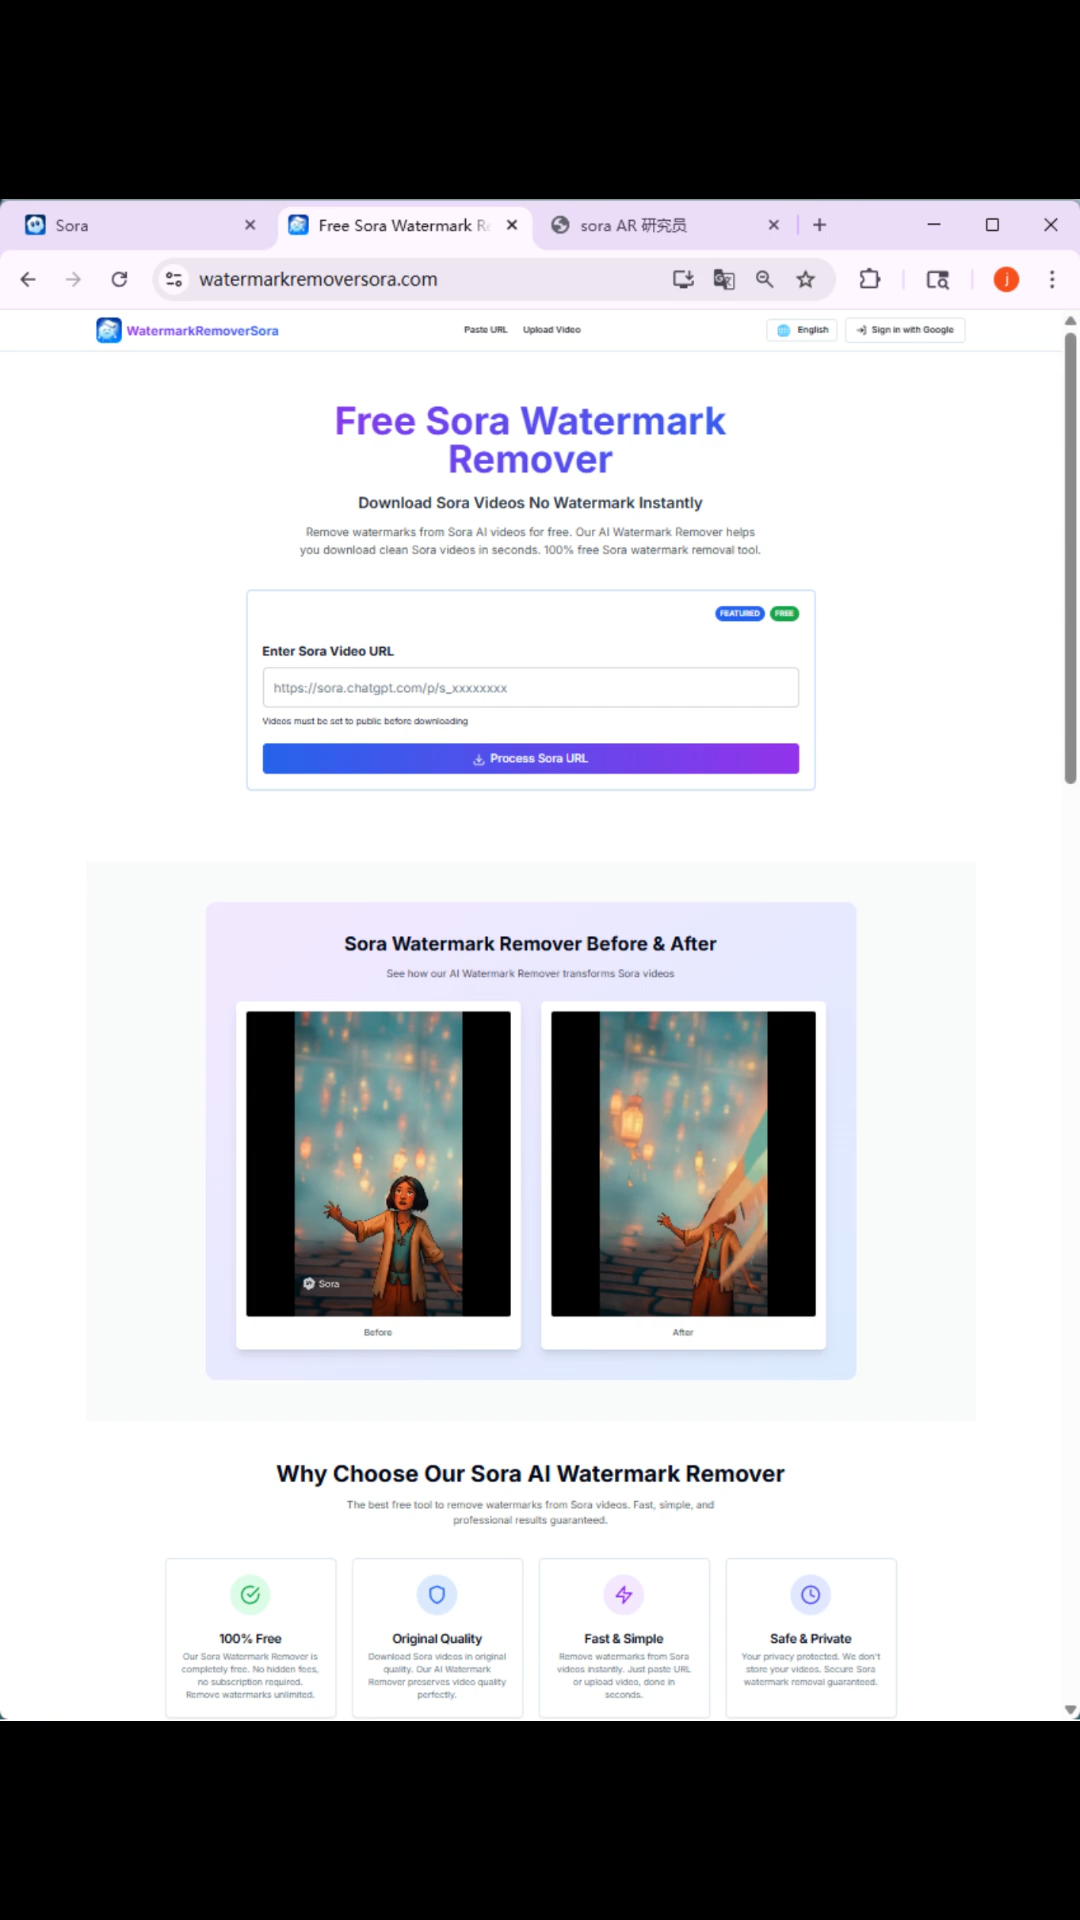 Sora
Free Sora Watermark Re
sora AR 研究员
watermarkremoversora.com
j
WatermarkRemoverSora
Paste URL
Upload Video
English
Sign in with Google
Free Sora Watermark
Remover
Download Sora Videos No Watermark Instantly
Remove watermarks from Sora AI videos for free. Our AI Watermark Remover helps
you download clean Sora videos in seconds. 100% free Sora watermark removal tool.
FEATURED
FREE
Enter Sora Video URL
https://sora.chatgpt.com/p/s_xxxxxxxx
Videos must be set to public before downloading
Process Sora URL
Sora Watermark Remover Before & After
See how our AI Watermark Remover transforms Sora videos
Sora
Before
After
Why Choose Our Sora AI Watermark Remover
The best free tool to remove watermarks from Sora videos. Fast, simple, and
professional results guaranteed.
100% Free
Our Sora Watermark Remover is
completely free. No hidden fees,
no subscription required.
Remove watermarks unlimited.
Original Quality
Download Sora videos in original
quality. Our AI Watermark
Remover preserves video quality
perfectly.
Fast & Simple
Remove watermarks from Sora
videos instantly. Just paste URL
or upload video, done in
seconds.
Safe & Private
Your privacy protected. We don't
store your videos. Secure Sora
watermark removal guaranteed.